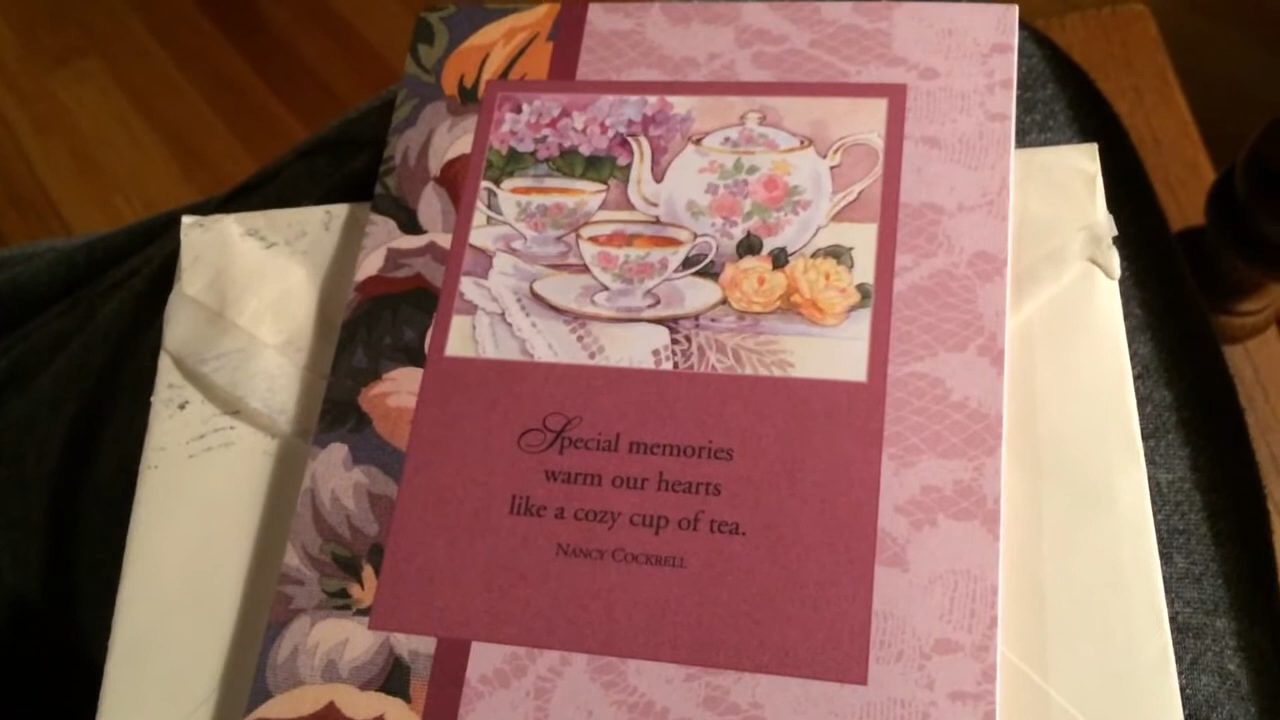 Special memories
warm our hearts
like a cozy cup of tea.
NANCY COCKRELL